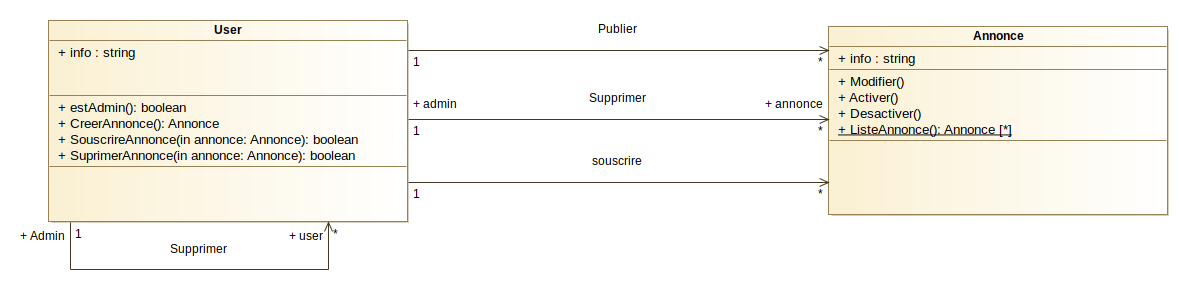 User
+ info : string
+ estAdmin(): boolean
+ CreerAnnonce(): Annonce
+ SouscrireAnnonce(in annonce: Annonce): boolean
+ SuprimerAnnonce(in annonce: Annonce): boolean
Publier
1
*
+ admin
Supprimer
+ annonce
1
*
souscrire
1
*
Annonce
+ info : string
+ Modifier()
+ Activer()
+ Desactiver()
+ ListeAnnonce(): Annonce [*]
+ Admin
1
+ user
*
Supprimer